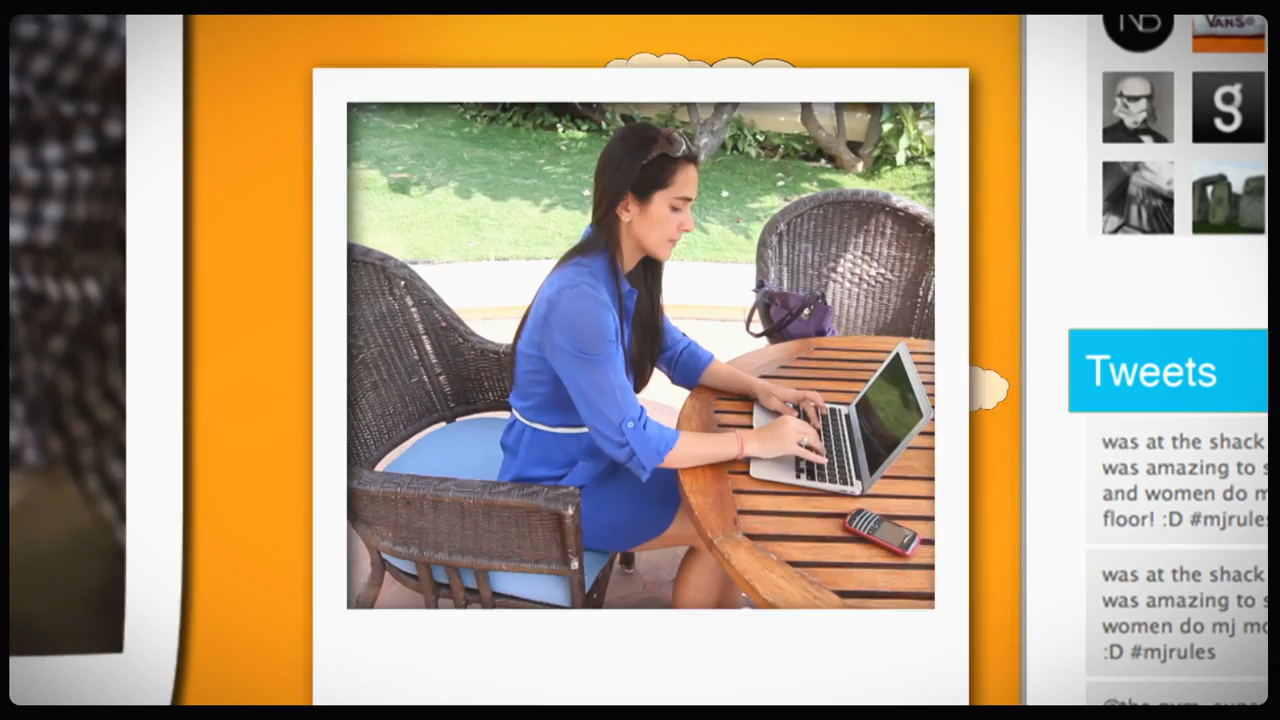 NB
VANS
g
Tweets
was at the shack
was amazing to s
and women do m
floor! :D #mjrules
was at the shack
was amazing to s
women do mj mo
:D #mjrules